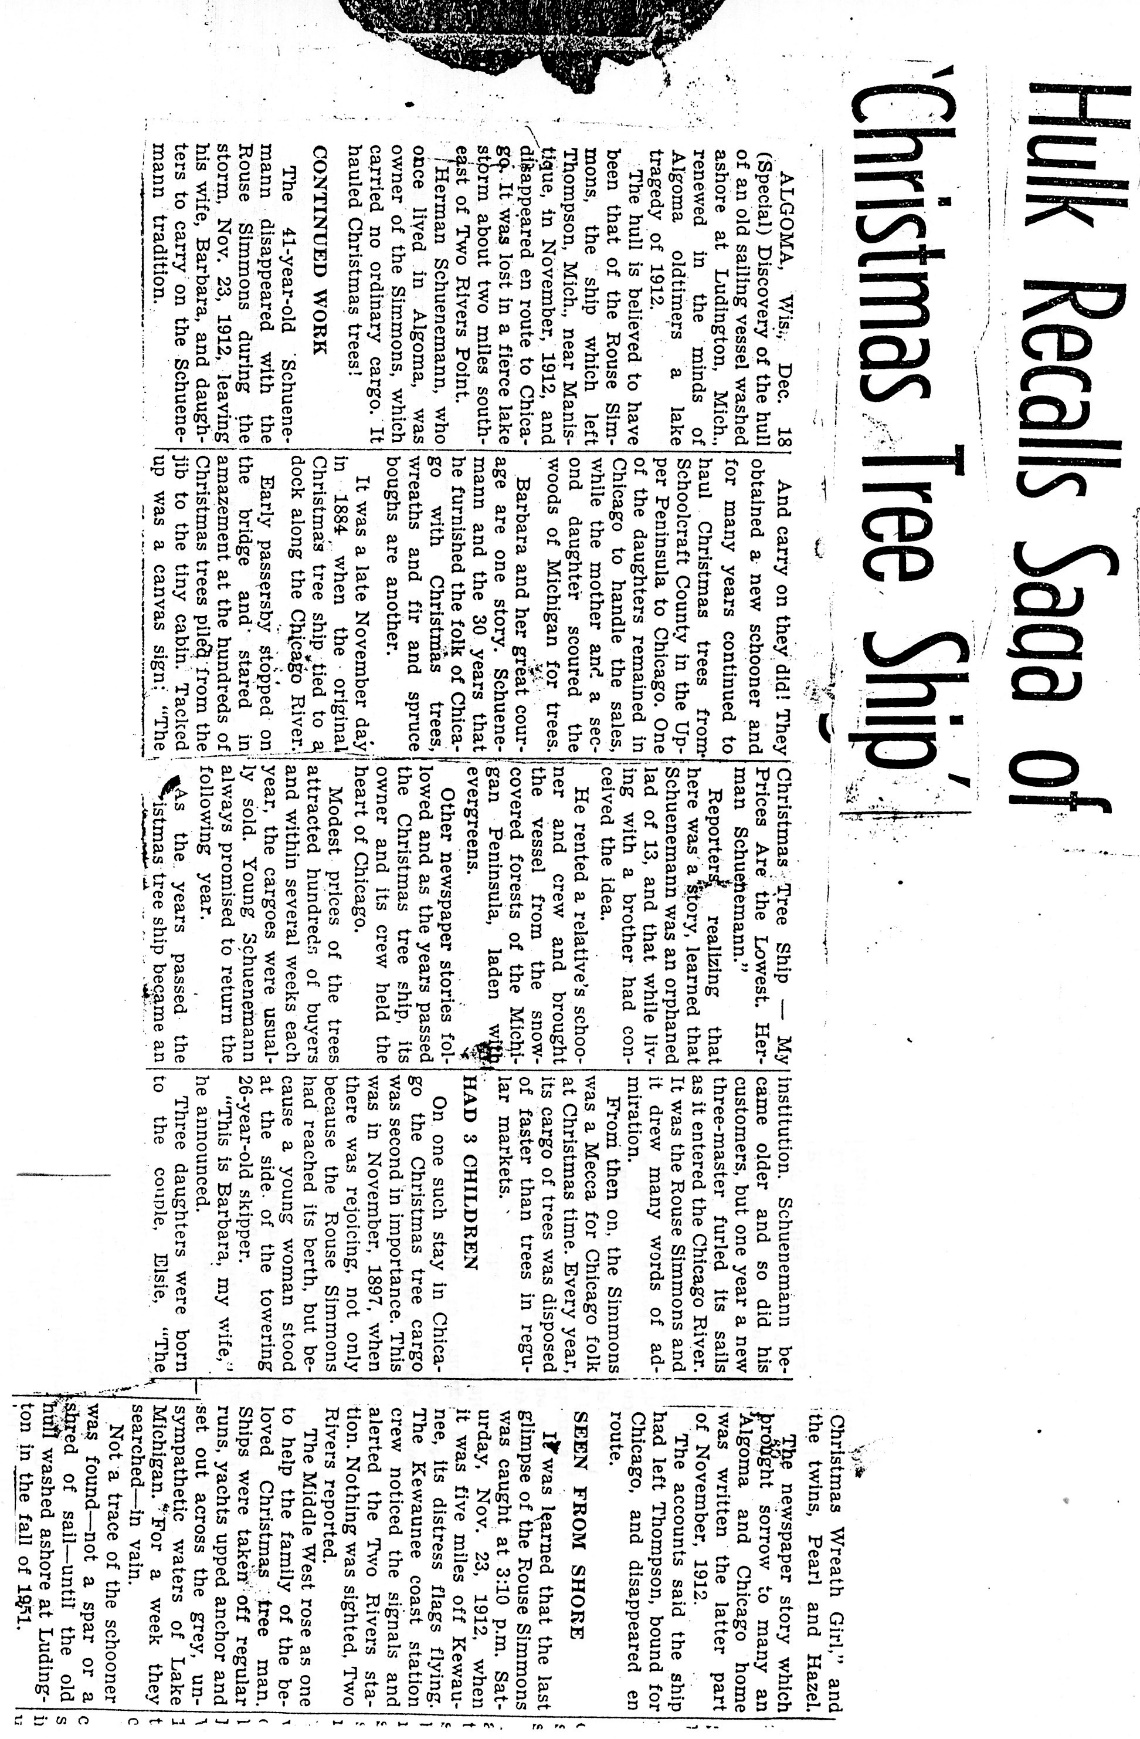 Hulk Recalls Saga of
'Christmas Tree Ship'
ALGOMA, Wis., Dec. 18
(Special) Discovery of the hull
of an old sailing vessel washed
ashore at Ludington, Mich.,
renewed in the minds of
Algoma oldtimers a lake
tragedy of 1912.
The hull is believed to have
been that of the Rouse Sim-
mons, the ship which left
Thompson, Mich., near Manis-
tique, in November, 1912, and
disappeared en route to Chica-
go. It was lost in a fierce lake
storm about two miles south-
east of Two Rivers Point.
Herman Schuenemann, who
once lived in Algoma, was
owner of the Simmons, which
carried no ordinary cargo. It
hauled Christmas trees!
CONTINUED WORK
The 41-year-old Schuene-
mann disappeared with the
Rouse Simmons during the
storm, Nov. 23, 1912, leaving
his wife, Barbara, and daugh-
ters to carry on the Schuene-
mann tradition.
And carry on they did! They
obtained a new schooner and
for many years continued to
haul Christmas trees from
Schoolcraft County in the Up-
per Peninsula to Chicago. One
of the daughters remained in
Chicago to handle the sales,
while the mother and a sec-
ond daughter scoured the
woods of Michigan for trees.
Barbara and her great cour-
age are one story. Schuene-
mann and the 30 years that
he furnished the folk of Chica-
go with Christmas trees,
wreaths and fir and spruce
boughs are another.
It was a late November day
in 1884 when the original
Christmas tree ship tied to a
dock along the Chicago River.
Early passersby stopped on
the bridge and stared in
amazement at the hundreds of
Christmas trees piled from the
jib to the tiny cabin. Tacked
up was a canvas sign: "The
Christmas Tree Ship — My
Prices Are the Lowest. Her-
man Schuenemann."
Reporters, realizing that
here was a story, learned that
Schuenemann was an orphaned
lad of 13, and that while liv-
ing with a brother had con-
ceived the idea.
He rented a relative's schoo-
ner and crew and brought
the vessel from the snow-
covered forests of the Michi-
gan Peninsula, laden with
evergreens.
Other newspaper stories fol-
lowed and as the years passed
the Christmas tree ship, its
owner and its crew held the
heart of Chicago.
Modest prices of the trees
attracted hundreds of buyers
and within several weeks each
year, the cargoes were usual-
ly sold. Young Schuenemann
always promised to return the
following year.
As the years passed the
istmas tree ship became an
institution. Schuenemann be-
came older and so did his
customers, but one year a new
three-master furled its sails
as it entered the Chicago River.
It was the Rouse Simmons and
it drew many words of ad-
miration.
From then on, the Simmons
was a Mecca for Chicago folk
at Christmas time. Every year,
its cargo of trees was disposed
of faster than trees in regu-
lar markets.
HAD 3 CHILDREN
On one such stay in Chica-
go the Christmas tree cargo
was second in importance. This
was in November, 1897, when
there was rejoicing, not only
because the Rouse Simmons
had reached its berth, but be-
cause a young woman stood
at the side of the towering
26-year-old skipper.
"This is Barbara, my wife,"
he announced.
Three daughters were born
to the couple, Elsie, "The
Christmas Wreath Girl," and
the twins, Pearl and Hazel.
The newspaper story which
brought sorrow to many an
Algoma and Chicago home
was written the latter part
of November, 1912.
The accounts said the ship
had left Thompson, bound for
Chicago, and disappeared en
route.
SEEN FROM SHORE
It was learned that the last
glimpse of the Rouse Simmons
was caught at 3:10 p.m. Sat-
urday, Nov. 23, 1912, when
it was five miles off Kewau-
nee, its distress flags flying.
The Kewaunee coast station
crew noticed the signals and
alerted the Two Rivers sta-
tion. Nothing was sighted, Two
Rivers reported.
The Middle West rose as one
to help the family of the be-
loved Christmas tree man.
Ships were taken off regular
runs, yachts upped anchor and
set out across the grey, un-
sympathetic waters of Lake
Michigan. For a week they
searched—in vain.
Not a trace of the schooner
was found—not a spar or a
shred of sail—until the old
hull washed ashore at Luding-
ton in the fall of 1951.